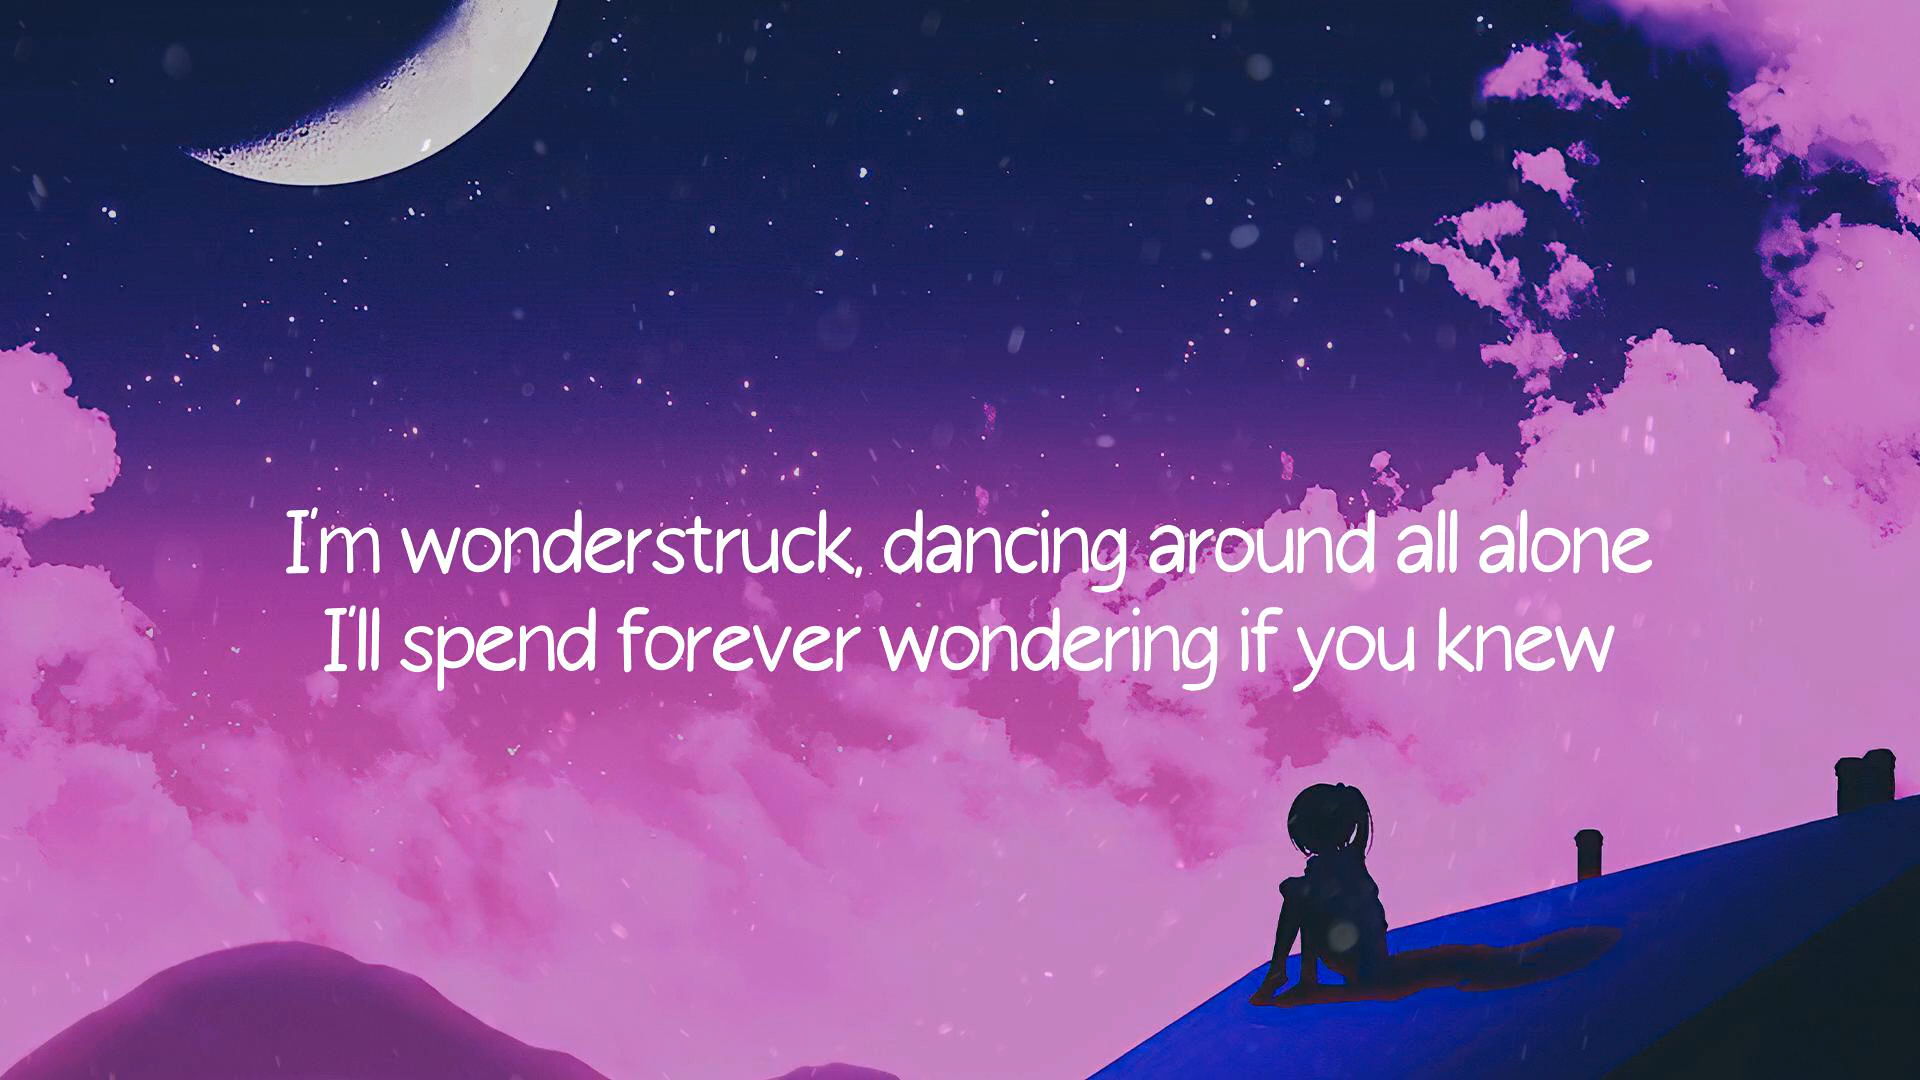 I'm wonderstruck, dancing around all alone
I'll spend forever wondering if you knew